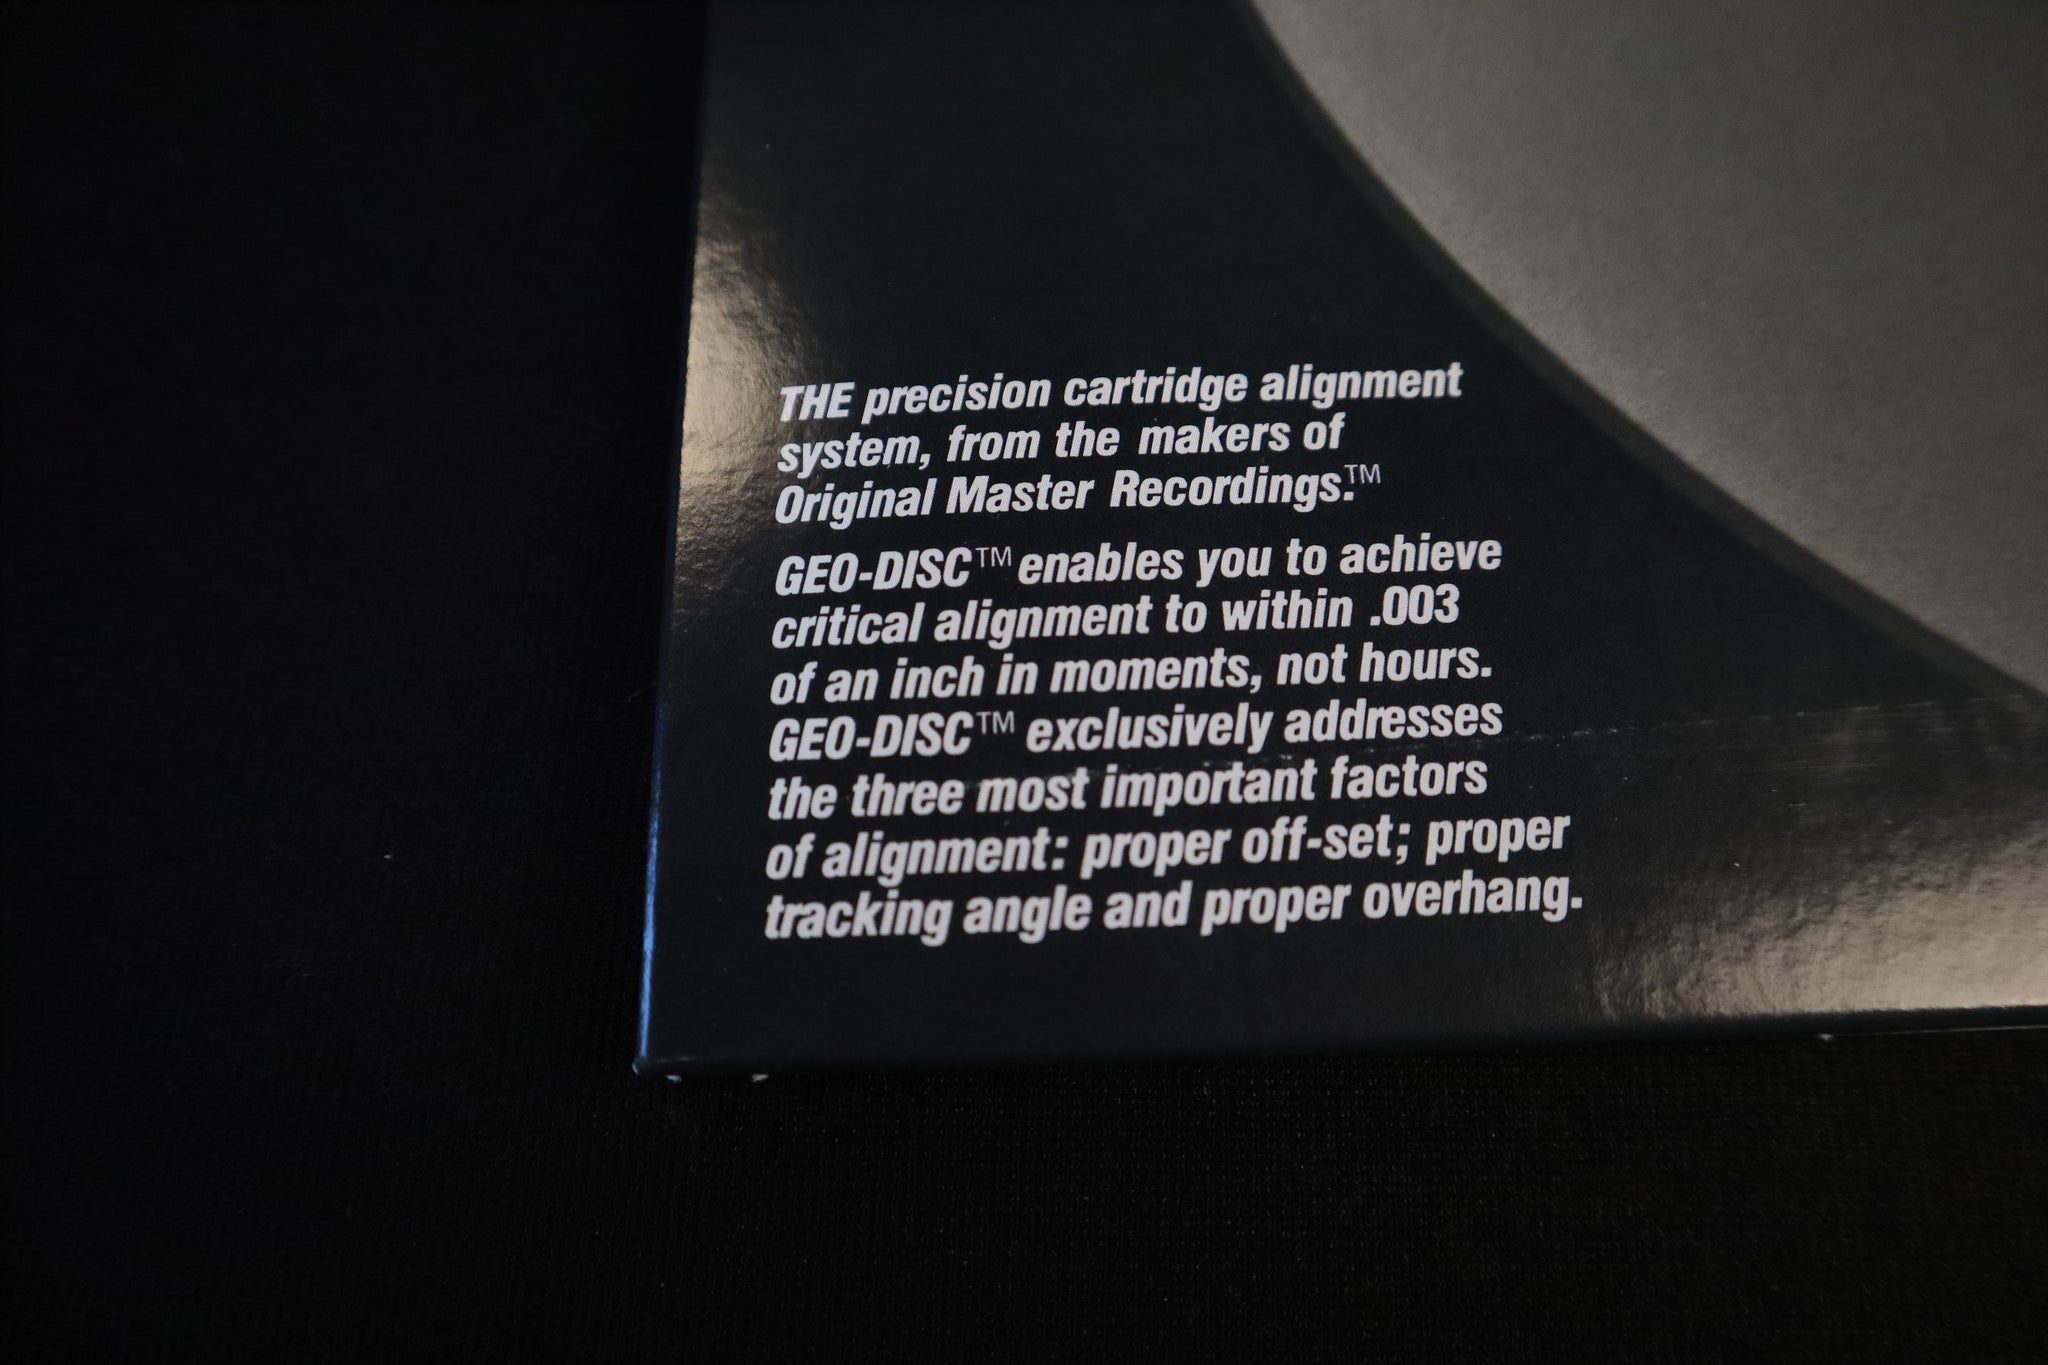 THE precision cartridge alignment
system, from the makers of
Original Master Recordings.™
GEO-DISC™ enables you to achieve
critical alignment to within .003
of an inch in moments, not hours.
GEO-DISC™ exclusively addresses
the three most important factors
of alignment: proper off-set; proper
tracking angle and proper overhang.